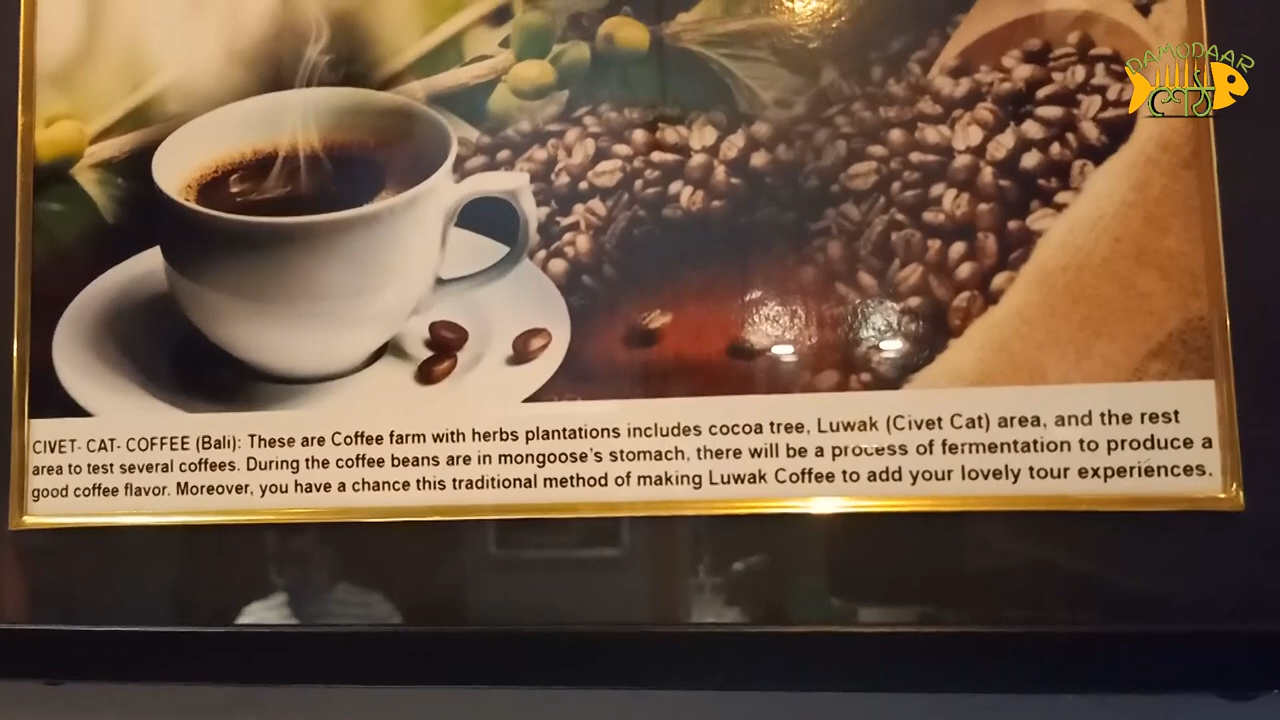 DAMODAAR
CIVET- CAT- COFFEE (Bali): These are Coffee farm with herbs plantations includes cocoa tree, Luwak (Civet Cat) area, and the rest
area to test several coffees. During the coffee beans are in mongoose's stomach, there will be a process of fermentation to produce a
good coffee flavor. Moreover, you have a chance this traditional method of making Luwak Coffee to add your lovely tour experiences.